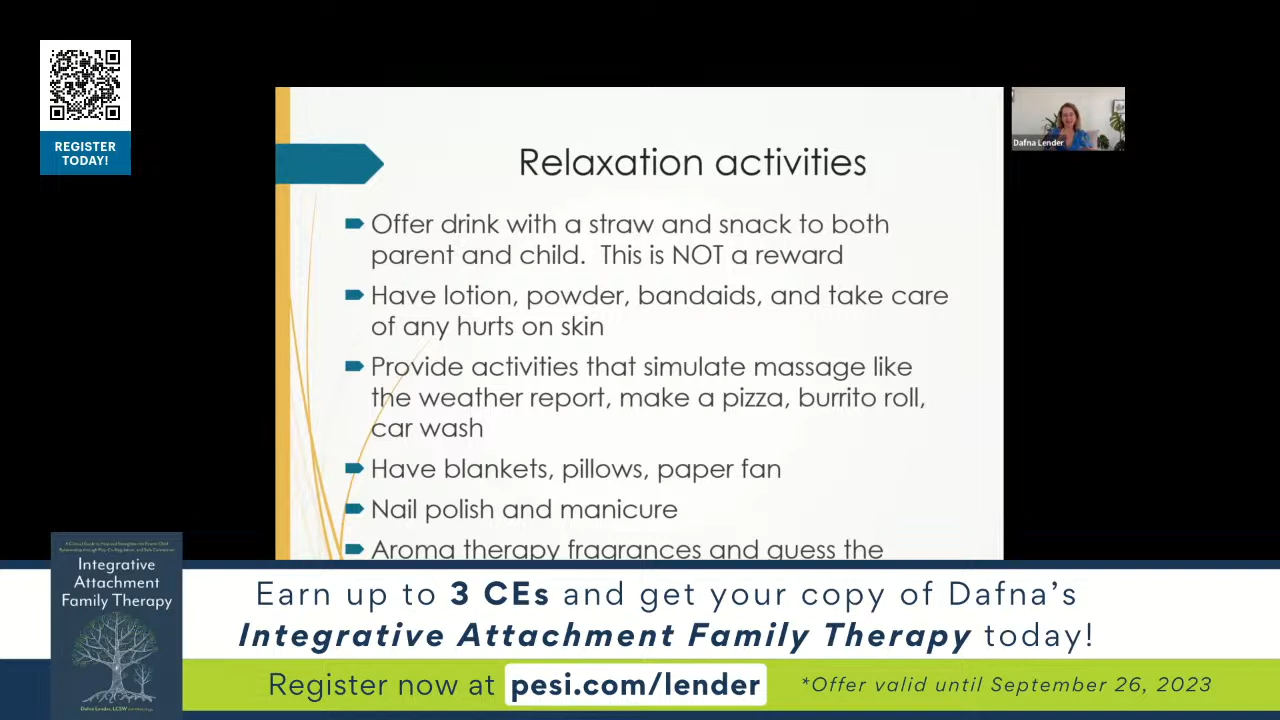 REGISTER
TODAY!
Dafna Lender
Relaxation activities
Offer drink with a straw and snack to both
parent and child. This is NOT a reward
Have lotion, powder, bandaids, and take care
of any hurts on skin
Provide activities that simulate massage like
the weather report, make a pizza, burrito roll,
car wash
Have blankets, pillows, paper fan
Nail polish and manicure
Aroma therapy fragrances and guess the
Integrative
Attachment
Family Therapy
Dafna Lender, LCSW
Earn up to 3 CEs and get your copy of Dafna's
Integrative Attachment Family Therapy today!
Register now at pesi.com/lender
*Offer valid until September 26, 2023